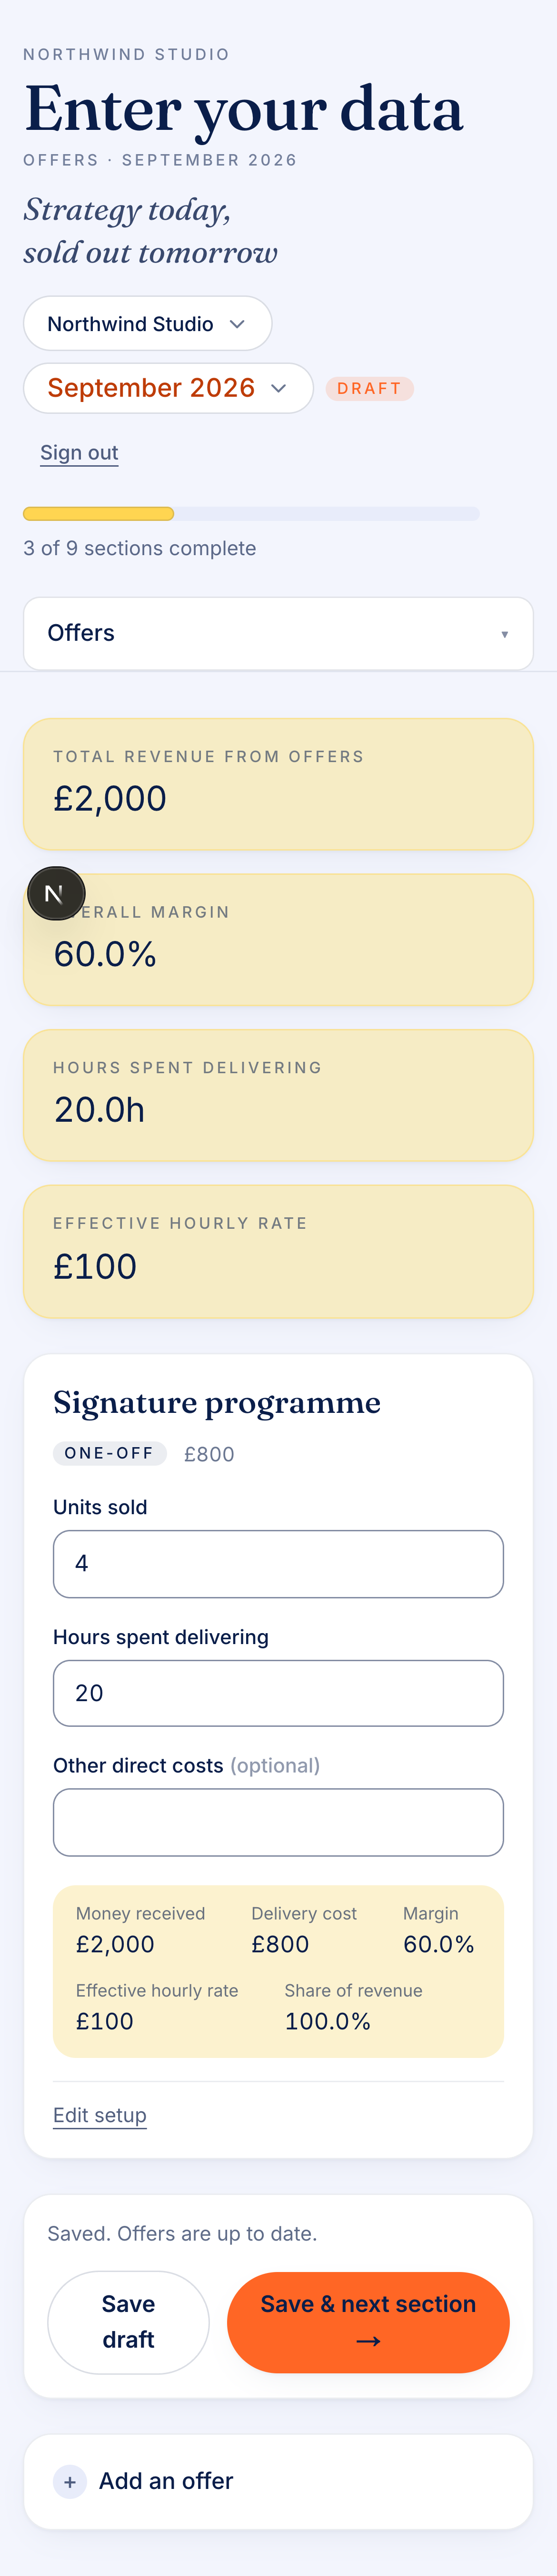 NORTHWIND STUDIO
Enter your data
OFFERS · SEPTEMBER 2026
Strategy today,
sold out tomorrow
Northwind Studio
September 2026 DRAFT
Sign out
3 of 9 sections complete
Offers
TOTAL REVENUE FROM OFFERS
£2,000
N
ERALL MARGIN
60.0%
HOURS SPENT DELIVERING
20.0h
EFFECTIVE HOURLY RATE
£100
Signature programme
ONE-OFF £800
Units sold
4
Hours spent delivering
20
Other direct costs (optional)
Money received Delivery cost Margin
£2,000 £800 60.0%
Effective hourly rate Share of revenue
£100 100.0%
Edit setup
Saved. Offers are up to date.
Save
draft
Save & next section
→
+ Add an offer